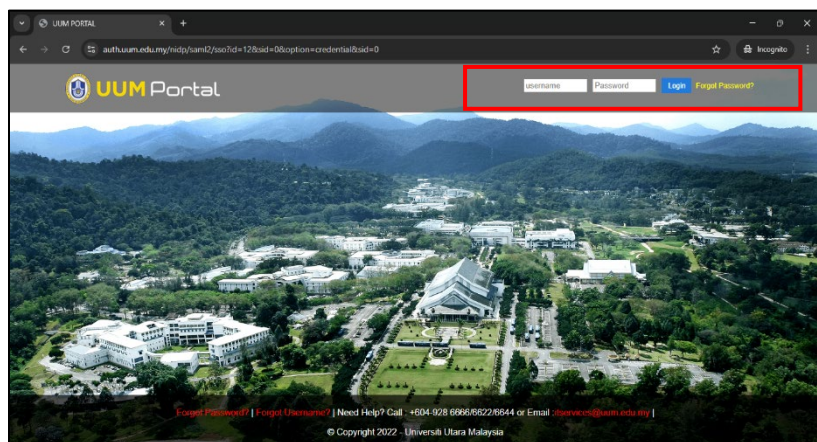 UUM PORTAL
auth.uum.edu.my/nidp/saml2/sso?id=12&sid=0&option=credential&sid=0
Incognito
UUM Portal
username
Password
Login
Forgot Password?
Forgot Password? | Forgot Username? | Need Help? Call : +604-928 6666/6622/6644 or Email :itservices@uum.edu.my |
© Copyright 2022 - Universiti Utara Malaysia